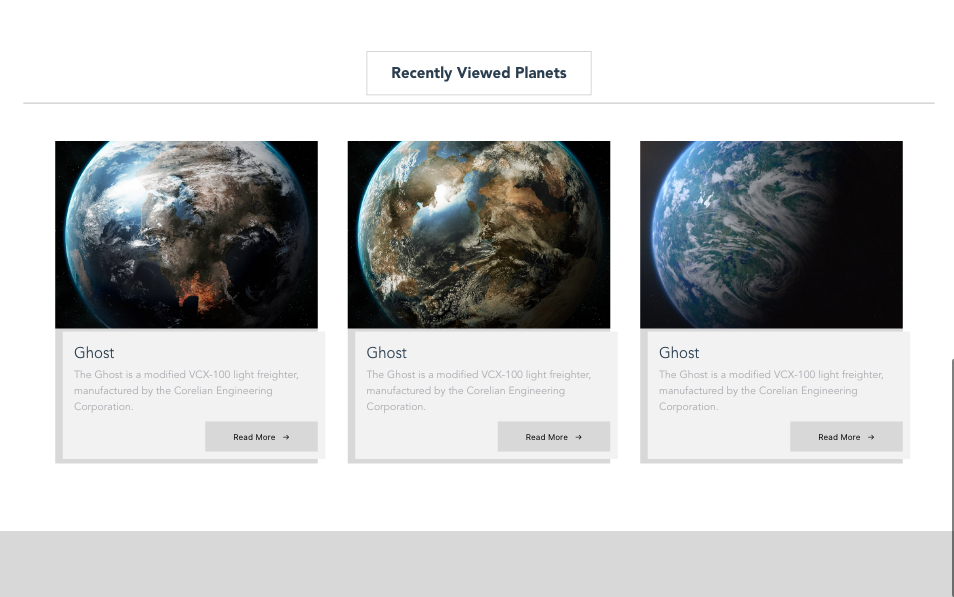 Recently Viewed Planets
Ghost
The Ghost is a modified VCX-100 light freighter,
manufactured by the Corelian Engineering
Corporation.
Read More →
Ghost
The Ghost is a modified VCX-100 light freighter,
manufactured by the Corelian Engineering
Corporation.
Read More →
Ghost
The Ghost is a modified VCX-100 light freighter,
manufactured by the Corelian Engineering
Corporation.
Read More →